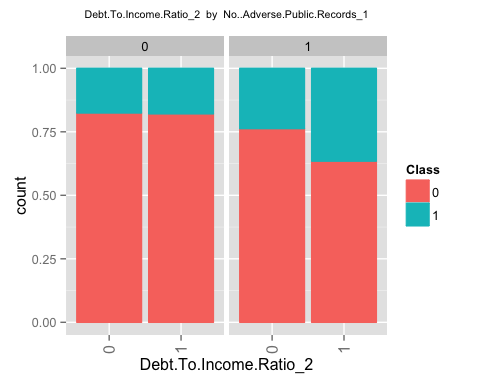 Debt.To.Income.Ratio_2 by No..Adverse.Public.Records_1
0 1
1.00
0.75
0.50
0.25
0.00
count
0 1 0 1
Debt.To.Income.Ratio_2
Class
0
1